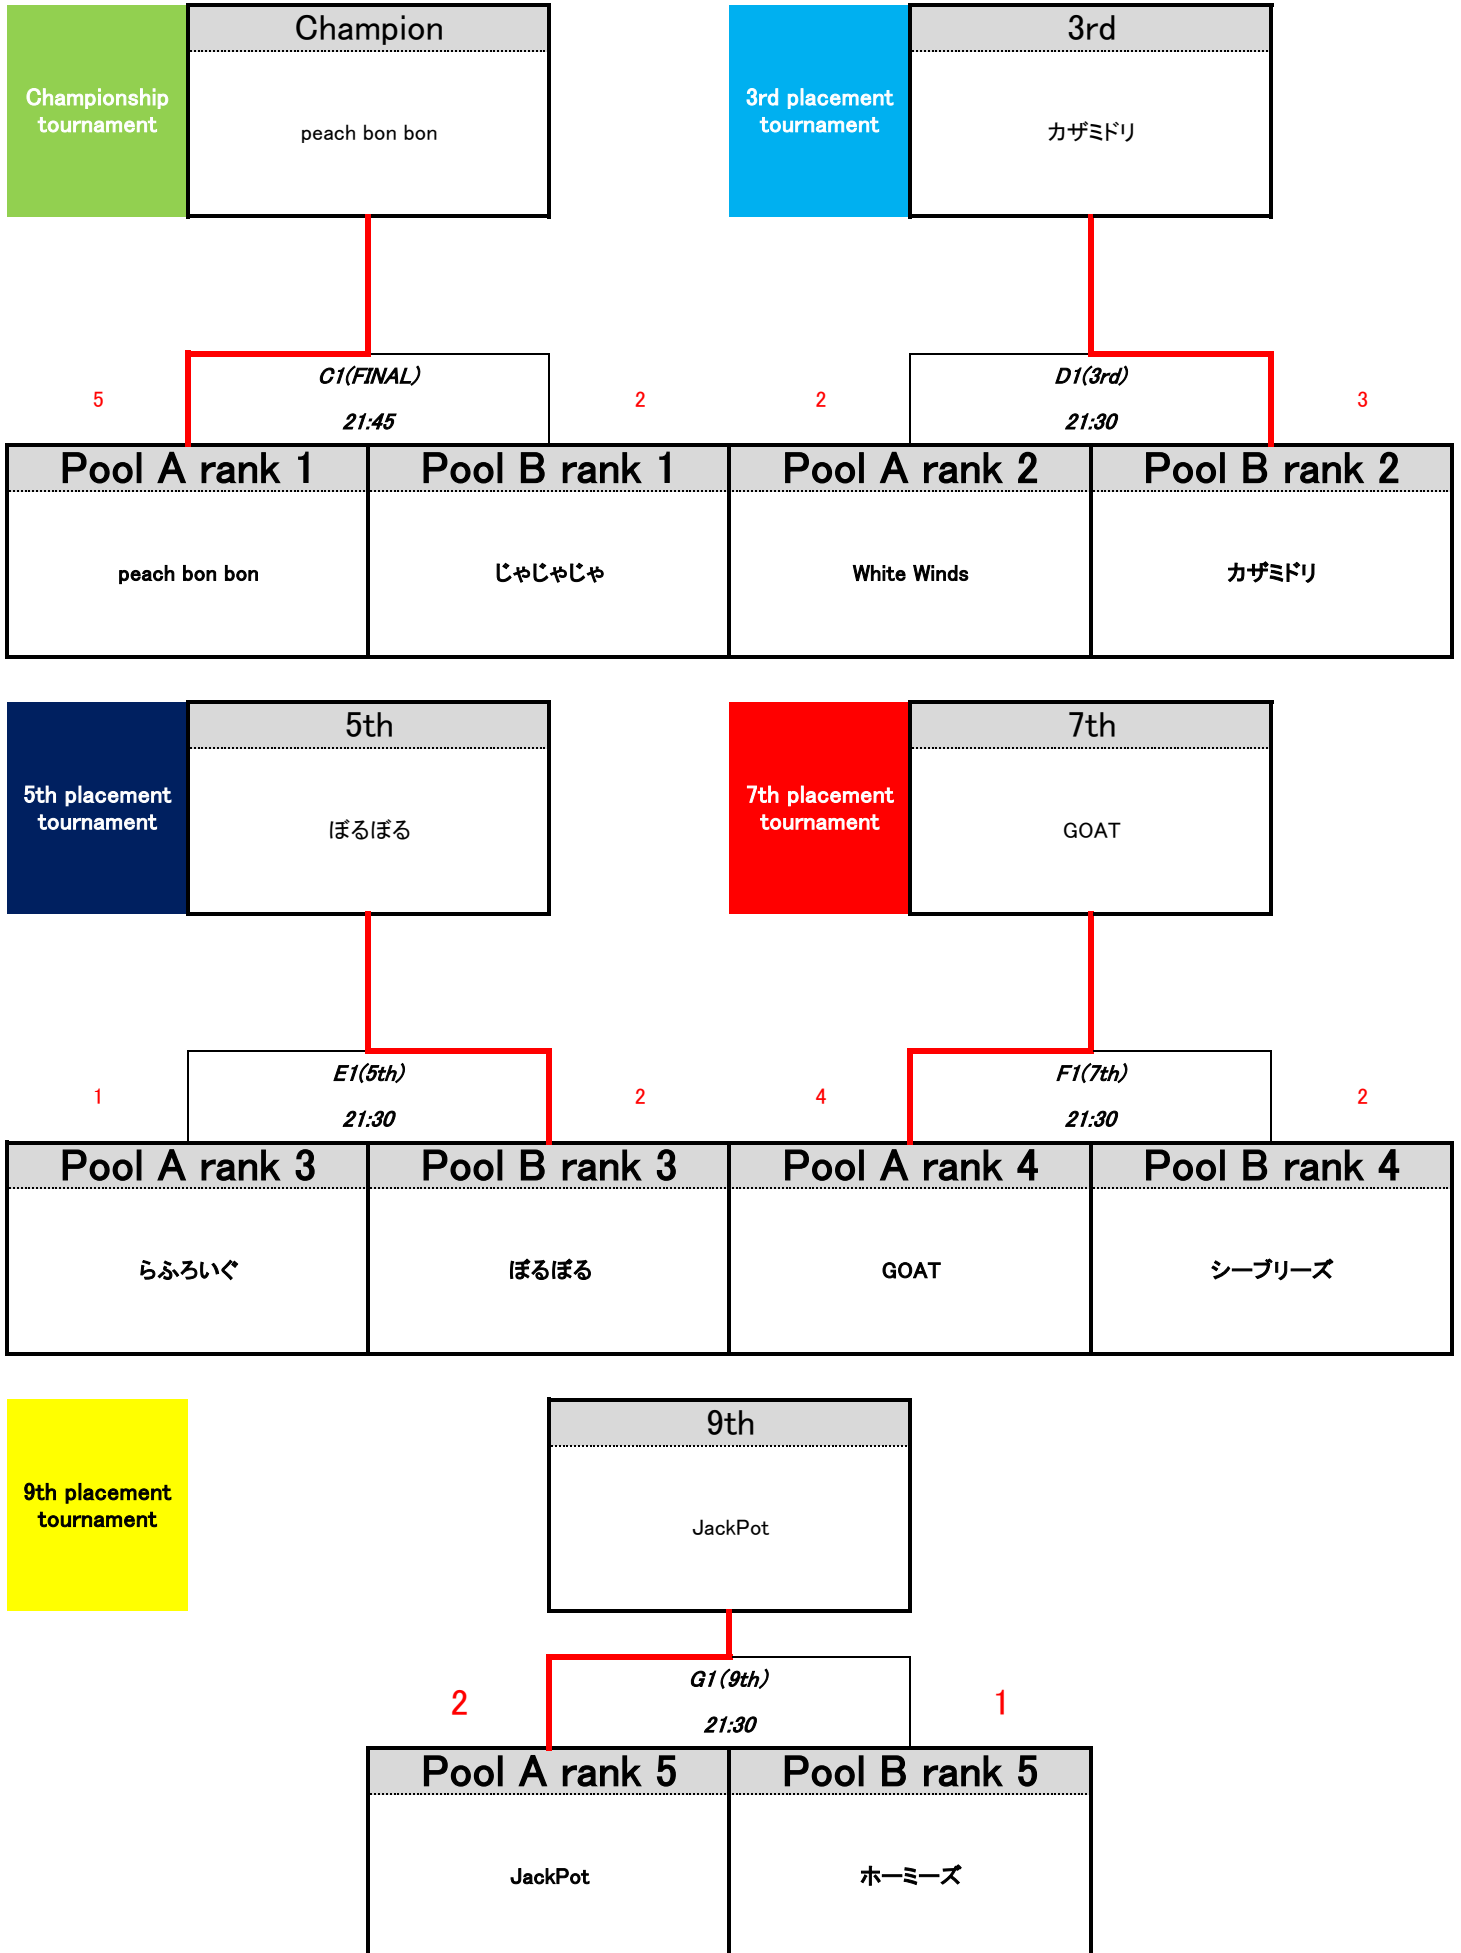 Champion
3rd
Championship
tournament
peach bon bon
3rd placement
tournament
カザミドリ
C1(FINAL)
D1(3rd)
5
2
2
3
21:45
21:30
Pool A rank 1
Pool B rank 1
Pool A rank 2
Pool B rank 2
peach bon bon
じゃじゃじゃ
White Winds
カザミドリ
5th
7th
5th placement
tournament
ぼるぼる
7th placement
tournament
GOAT
E1(5th)
F1(7th)
1
2
4
2
21:30
21:30
Pool A rank 3
Pool B rank 3
Pool A rank 4
Pool B rank 4
らふろいぐ
ぼるぼる
GOAT
シーブリーズ
9th
9th placement
tournament
JackPot
G1(9th)
2
1
21:30
Pool A rank 5
Pool B rank 5
JackPot
ホーミーズ